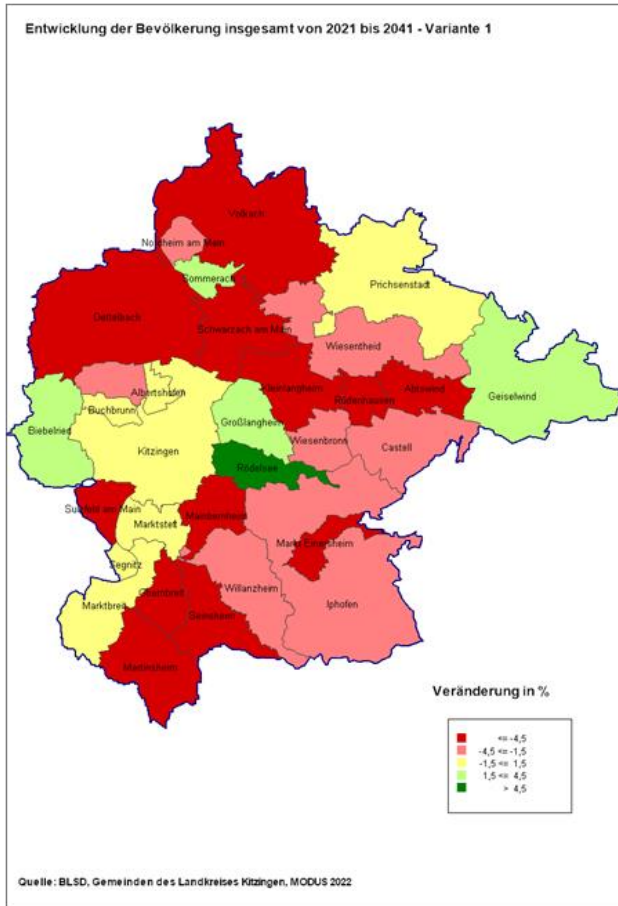 Entwicklung der Bevölkerung insgesamt von 2021 bis 2041 - Variante 1
Volkach
Nordheim am Main
Sommerach
Prichsenstadt
Dettelbach
Schwarzach am Main
Wiesentheid
Kleinlangheim
Abtswind
Albertshofen
Rüdenhausen
Geiselwind
Buchbrunn
Biebelried
Großlangheim
Wiesenbronn
Castell
Kitzingen
Rödelsee
Sulzfeld am Main
Mainbernheim
Marktsteft
Markt Einersheim
Segnitz
Obernbreit
Willanzheim
Iphofen
Marktbreit
Seinsheim
Martinsheim
Veränderung in %
<= -4,5
-4,5 <= -1,5
-1,5 <= 1,5
1,5 <= 4,5
> 4,5
Quelle: BLSD, Gemeinden des Landkreises Kitzingen, MODUS 2022